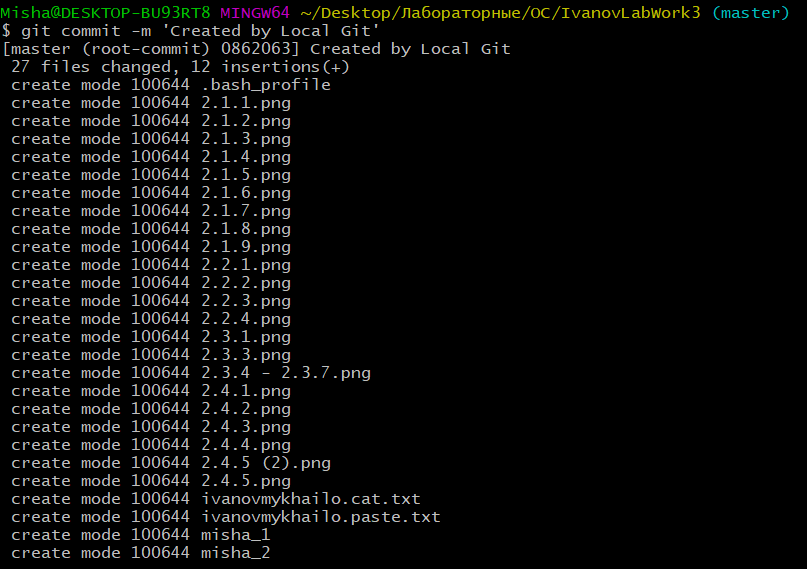 Misha@DESKTOP-BU93RT8 MINGW64 ~/Desktop/Лабораторные/ОС/IvanovLabWork3 (master)
$ git commit -m 'Created by Local Git'
[master (root-commit) 0862063] Created by Local Git
 27 files changed, 12 insertions(+)
 create mode 100644 .bash_profile
 create mode 100644 2.1.1.png
 create mode 100644 2.1.2.png
 create mode 100644 2.1.3.png
 create mode 100644 2.1.4.png
 create mode 100644 2.1.5.png
 create mode 100644 2.1.6.png
 create mode 100644 2.1.7.png
 create mode 100644 2.1.8.png
 create mode 100644 2.1.9.png
 create mode 100644 2.2.1.png
 create mode 100644 2.2.2.png
 create mode 100644 2.2.3.png
 create mode 100644 2.2.4.png
 create mode 100644 2.3.1.png
 create mode 100644 2.3.3.png
 create mode 100644 2.3.4 - 2.3.7.png
 create mode 100644 2.4.1.png
 create mode 100644 2.4.2.png
 create mode 100644 2.4.3.png
 create mode 100644 2.4.4.png
 create mode 100644 2.4.5 (2).png
 create mode 100644 2.4.5.png
 create mode 100644 ivanovmykhailo.cat.txt
 create mode 100644 ivanovmykhailo.paste.txt
 create mode 100644 misha_1
 create mode 100644 misha_2